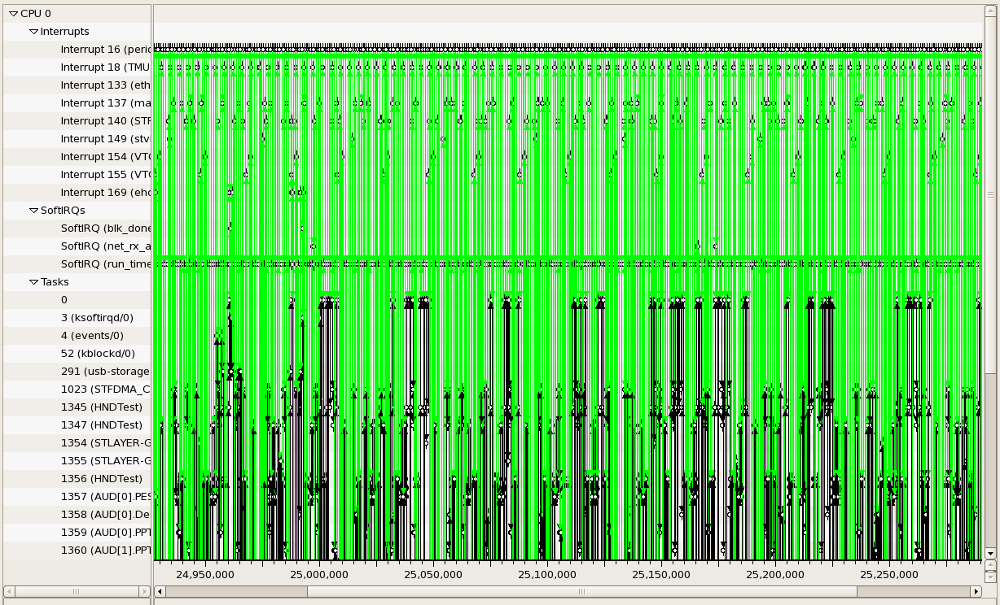 CPU 0
Interrupts
Interrupt 16 (peric
Interrupt 18 (TMU
Interrupt 133 (eth
Interrupt 137 (ma
Interrupt 140 (STF
Interrupt 149 (stv
Interrupt 154 (VTG
Interrupt 155 (VTG
Interrupt 169 (ehc
SoftIRQs
SoftIRQ (blk_done
SoftIRQ (net_rx_a
SoftIRQ (run_time
Tasks
0
3 (ksoftirqd/0)
4 (events/0)
52 (kblockd/0)
291 (usb-storage
1023 (STFDMA_C
1345 (HNDTest)
1347 (HNDTest)
1354 (STLAYER-G
1355 (STLAYER-G
1356 (HNDTest)
1357 (AUD[0].PES
1358 (AUD[0].De
1359 (AUD[0].PPT
1360 (AUD[1].PPT
24,950,000 25,000,000 25,050,000 25,100,000 25,150,000 25,200,000 25,250,000